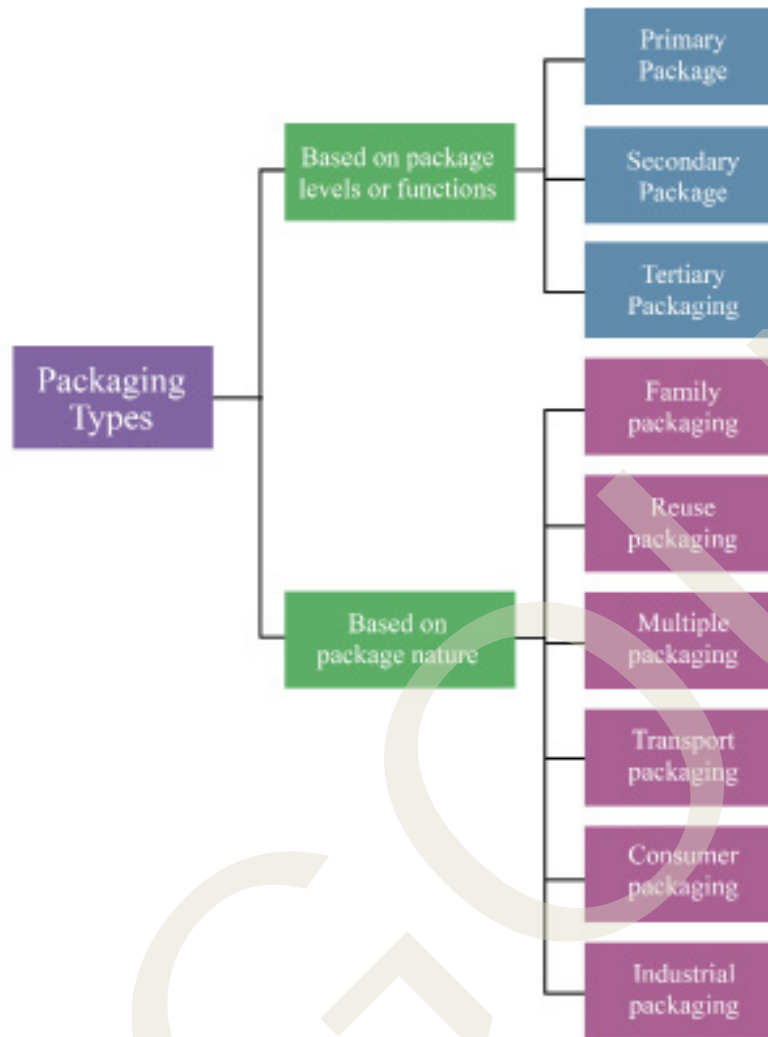 Packaging
Types
Based on package
levels or functions
Primary
Package
Secondary
Package
Tertiary
Packaging
Based on
package nature
Family
packaging
Reuse
packaging
Multiple
packaging
Transport
packaging
Consumer
packaging
Industrial
packaging